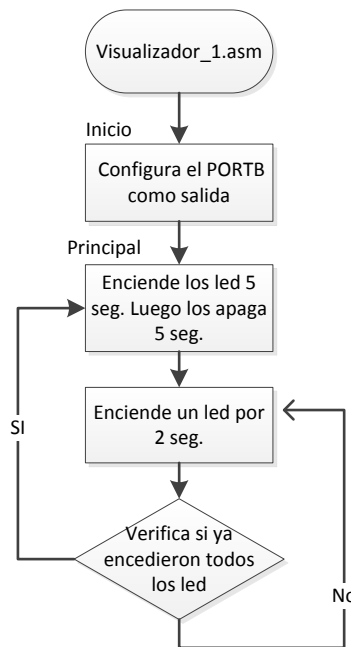 Visualizador_1.asm
Inicio
Configura el PORTB
como salida
Principal
Enciende los led 5
seg. Luego los apaga
5 seg.
Enciende un led por
2 seg.
SI
Verifica si ya
encedieron todos
los led
No